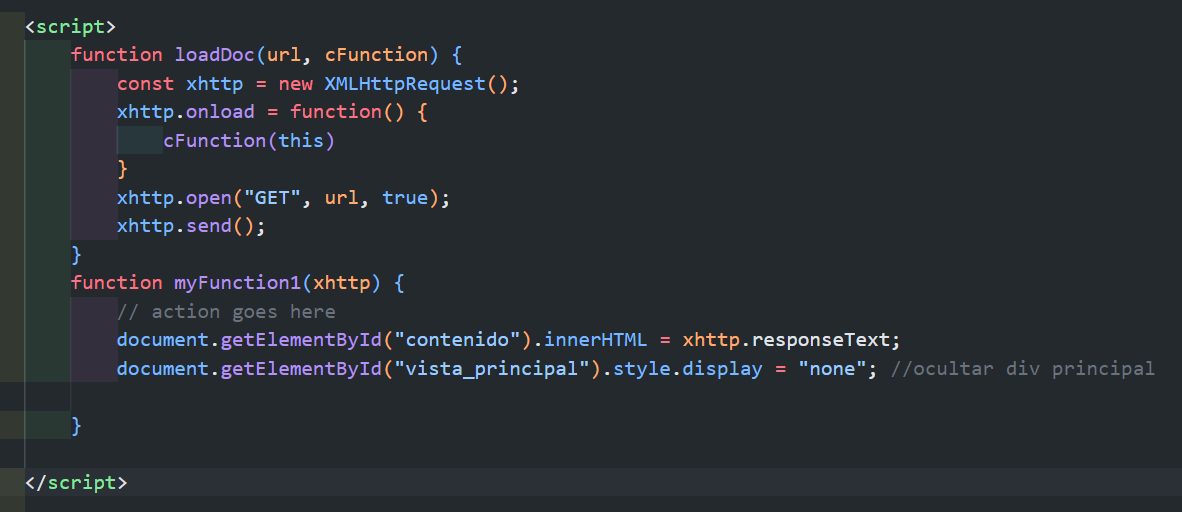 <script>
function loadDoc(url, cFunction) {
const xhttp = new XMLHttpRequest();
xhttp.onload = function() {
cFunction(this)
}
xhttp.open("GET", url, true);
xhttp.send();
}
function myFunction1(xhttp) {
// action goes here
document.getElementById("contenido").innerHTML = xhttp.responseText;
document.getElementById("vista_principal").style.display = "none"; //ocultar div principal
}
</script>